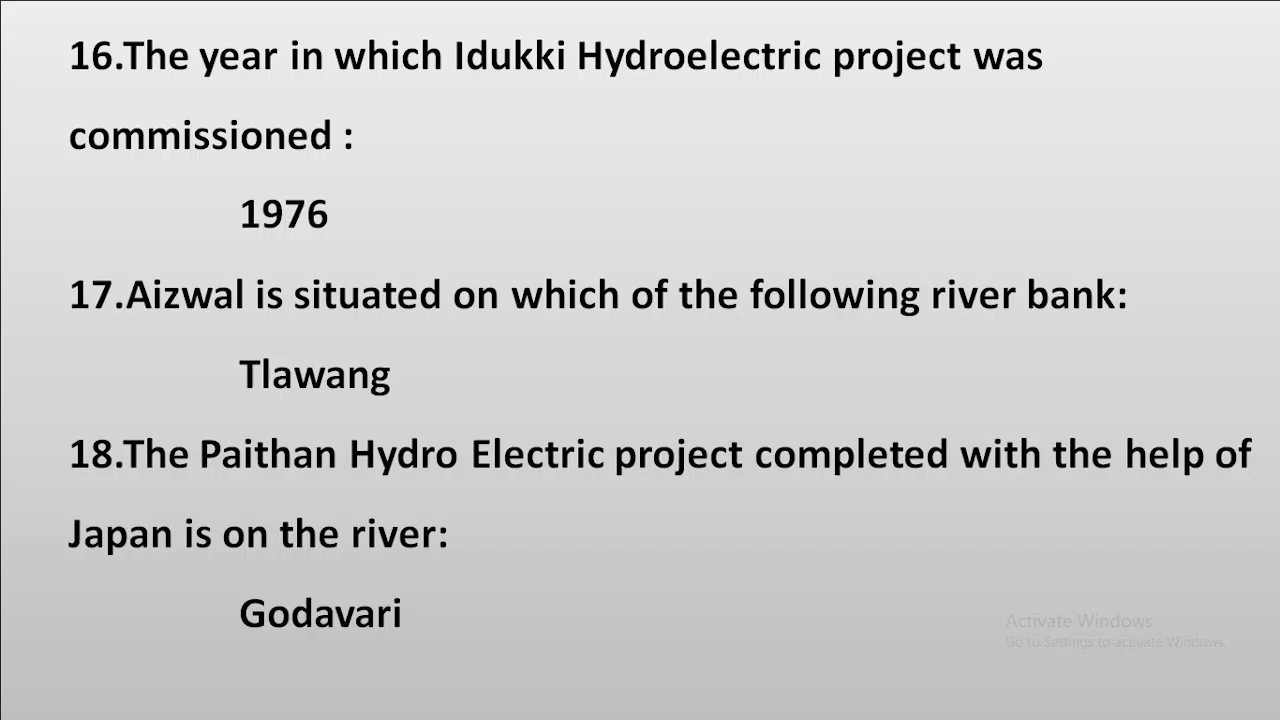 16.The year in which Idukki Hydroelectric project was
commissioned :
1976
17.Aizwal is situated on which of the following river bank:
Tlawang
18.The Paithan Hydro Electric project completed with the help of
Japan is on the river:
Godavari
Activate Windows
Go to Settings to activate Windows.